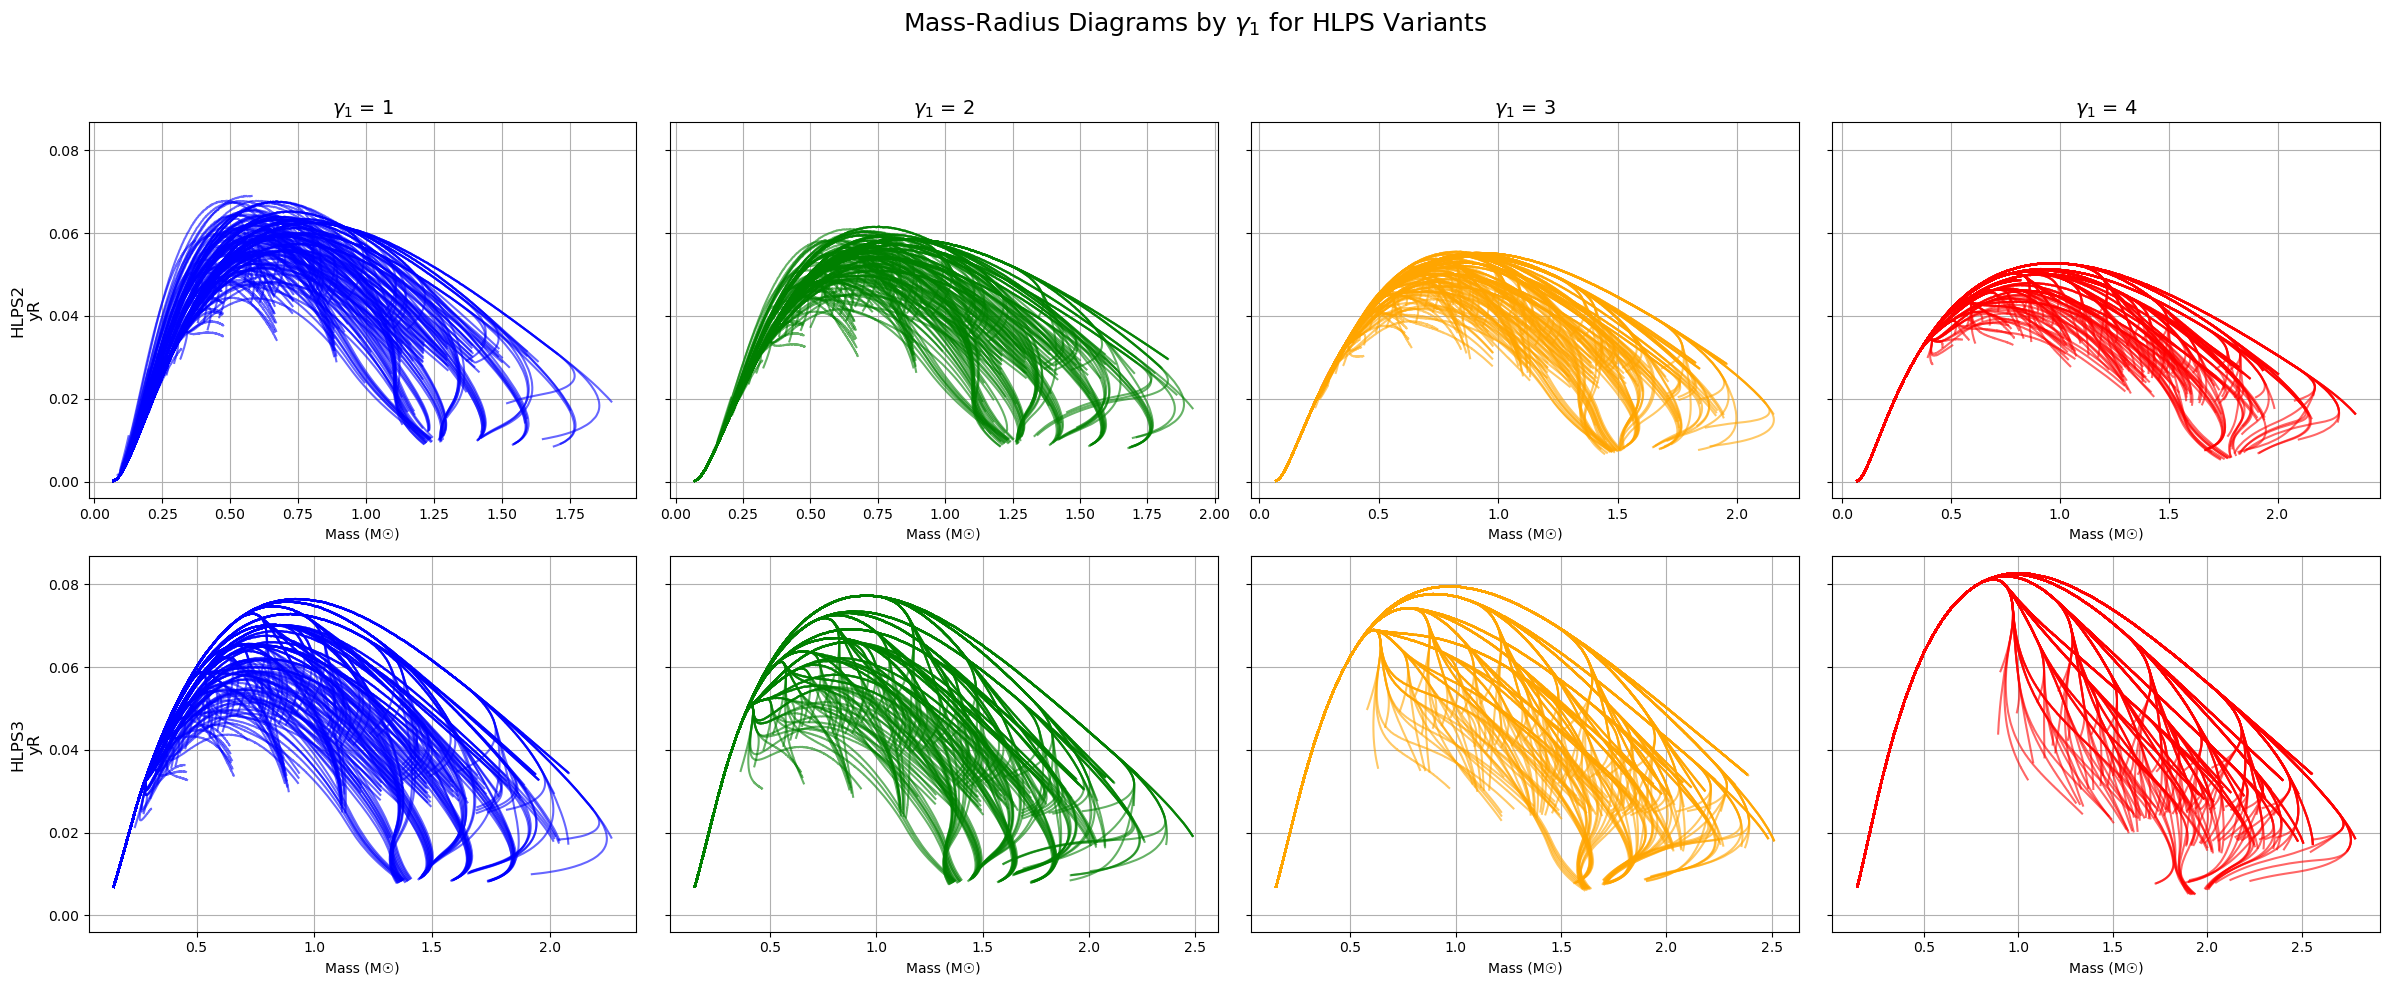 Mass-Radius Diagrams by γ₁ for HLPS Variants
γ₁ = 1
γ₁ = 2
γ₁ = 3
γ₁ = 4
HLPS2
yR
0.08
0.06
0.04
0.02
0.00
0.00 0.25 0.50 0.75 1.00 1.25 1.50 1.75
0.00 0.25 0.50 0.75 1.00 1.25 1.50 1.75 2.00
0.0 0.5 1.0 1.5 2.0
0.0 0.5 1.0 1.5 2.0
Mass (M☉)
Mass (M☉)
Mass (M☉)
Mass (M☉)
HLPS3
yR
0.08
0.06
0.04
0.02
0.00
0.5 1.0 1.5 2.0
0.5 1.0 1.5 2.0 2.5
0.5 1.0 1.5 2.0 2.5
0.5 1.0 1.5 2.0 2.5
Mass (M☉)
Mass (M☉)
Mass (M☉)
Mass (M☉)